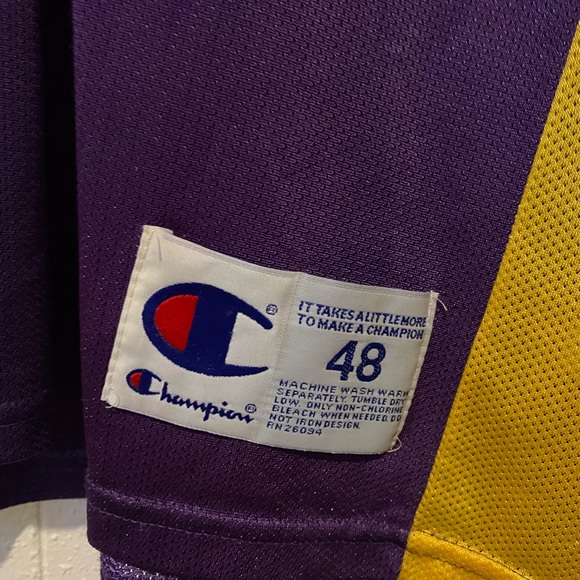 IT TAKES A LITTLE MORE
TO MAKE A CHAMPION
48
MACHINE WASH WARM
SEPARATELY. TUMBLE DRY
LOW. ONLY NON-CHLORINE
BLEACH WHEN NEEDED. DO
NOT IRON DESIGN.
RN 26094
®
Champion®